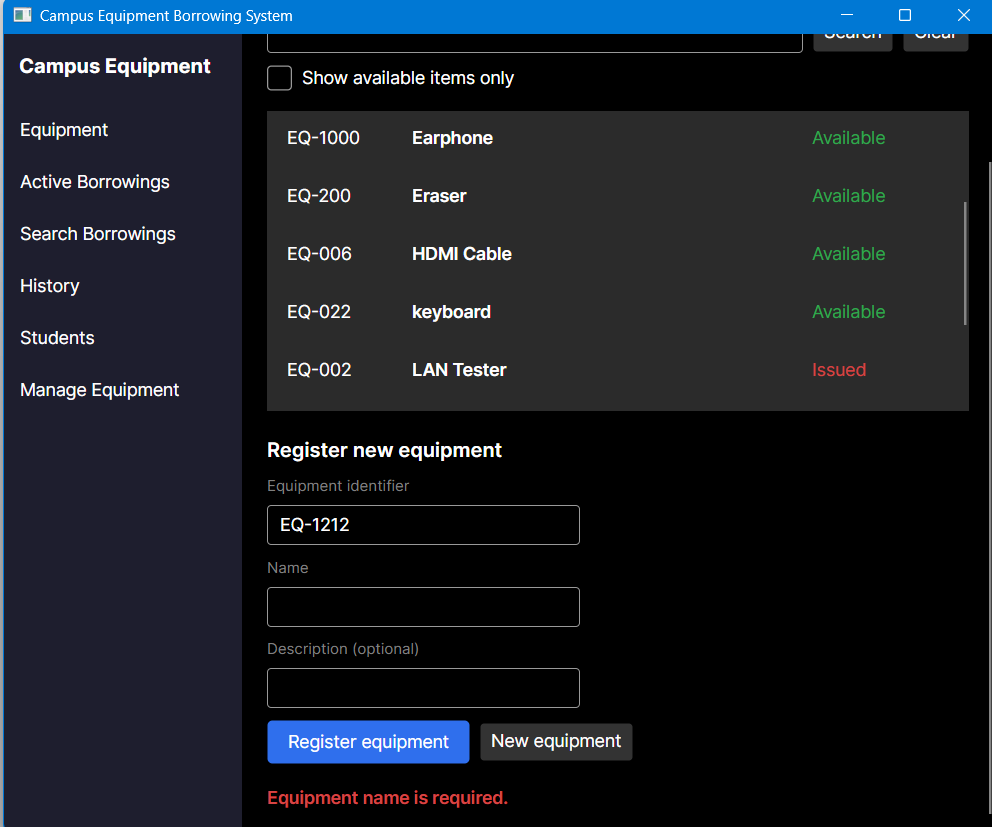 Campus Equipment Borrowing System
Campus Equipment
Equipment
Active Borrowings
Search Borrowings
History
Students
Manage Equipment
Search Clear
Show available items only
EQ-1000 Earphone Available
EQ-200 Eraser Available
EQ-006 HDMI Cable Available
EQ-022 keyboard Available
EQ-002 LAN Tester Issued
Register new equipment
Equipment identifier
EQ-1212
Name
Description (optional)
Register equipment New equipment
Equipment name is required.